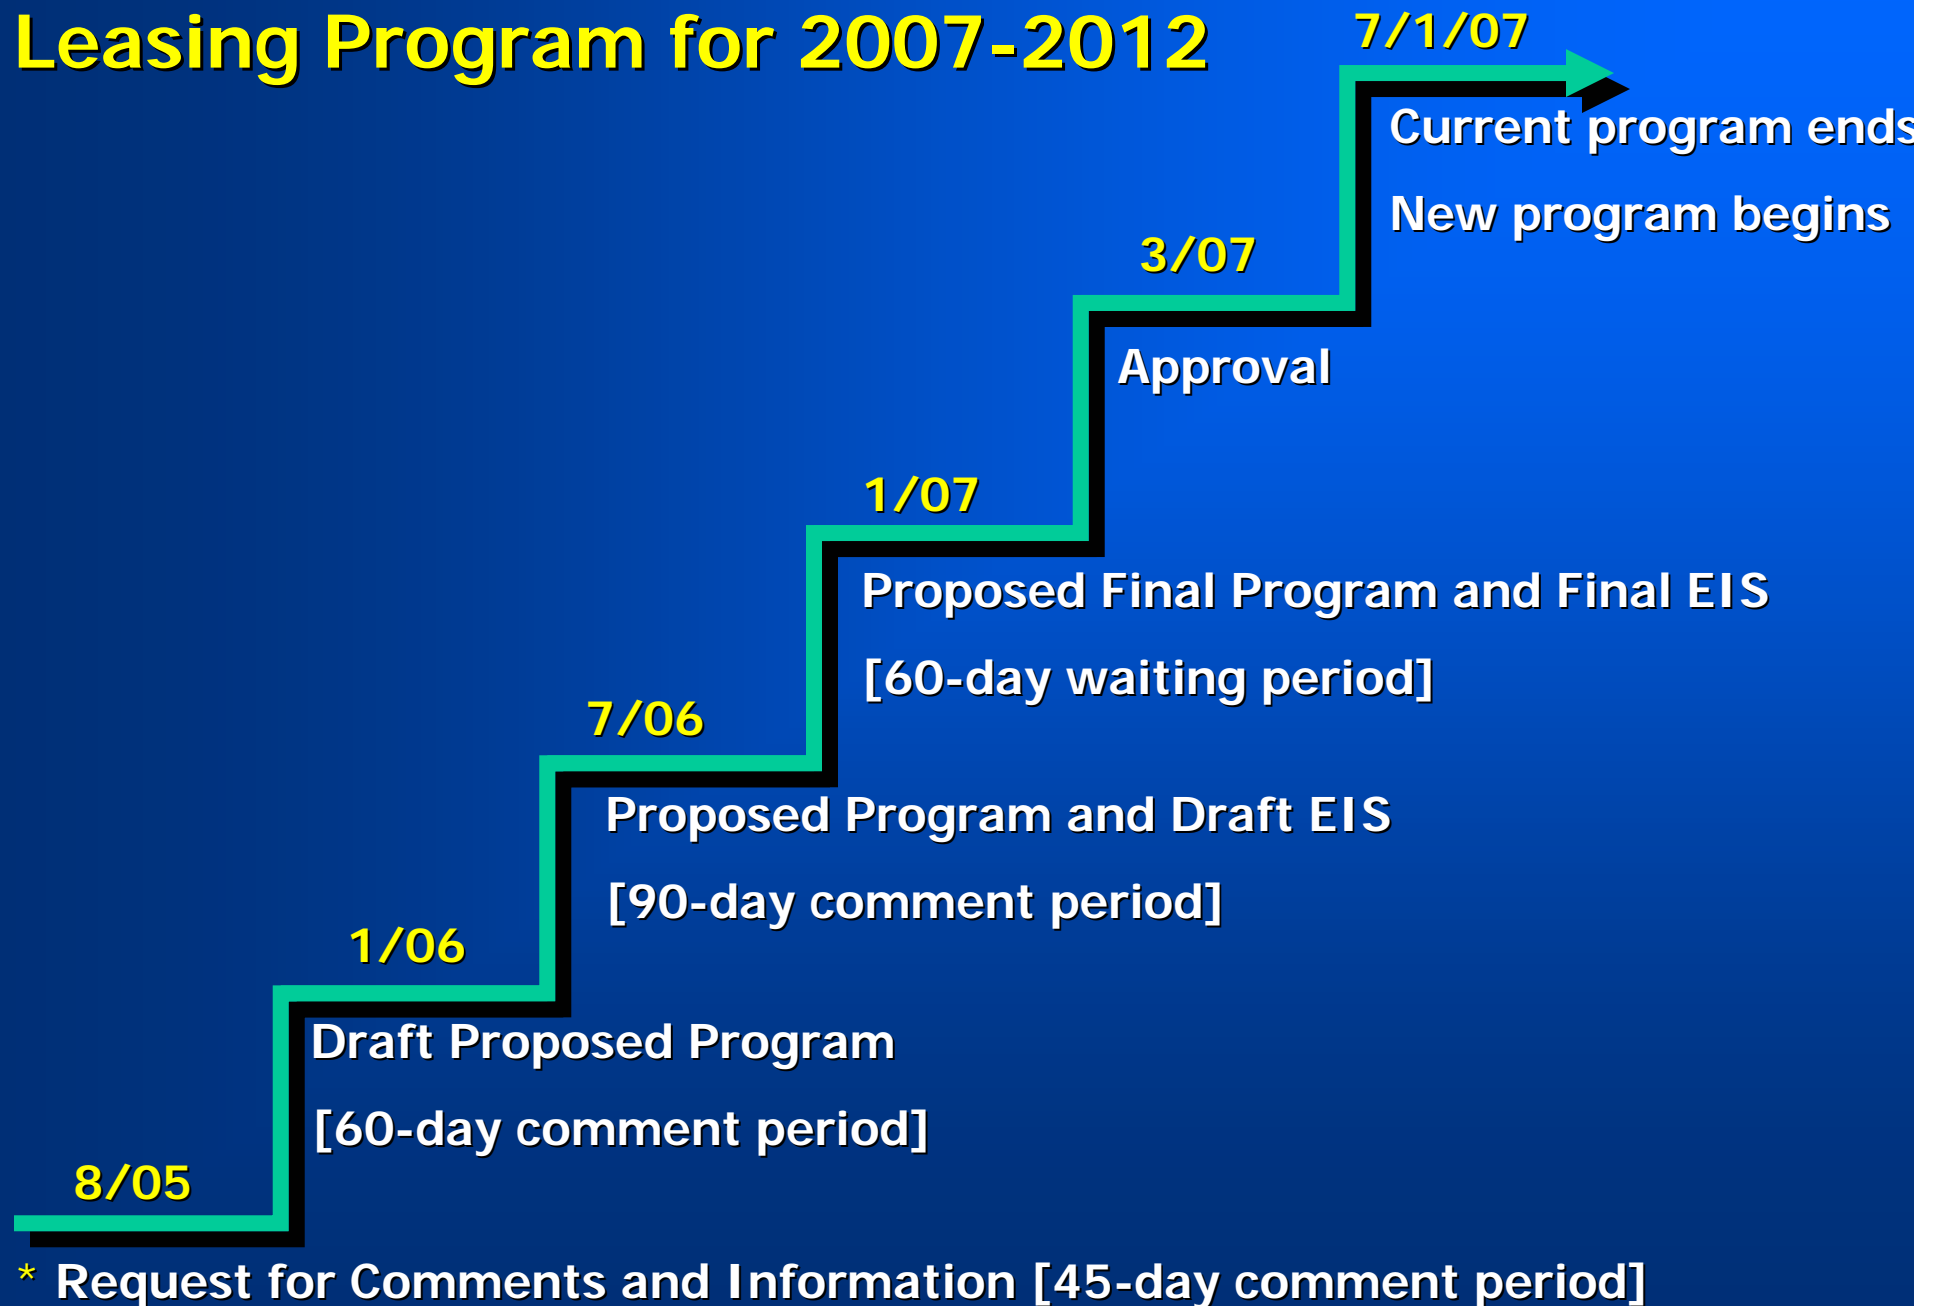 Leasing Program for 2007-2012
7/1/07
Current program ends
New program begins
3/07
Approval
1/07
Proposed Final Program and Final EIS
[60-day waiting period]
7/06
Proposed Program and Draft EIS
[90-day comment period]
1/06
Draft Proposed Program
[60-day comment period]
8/05
* Request for Comments and Information [45-day comment period]